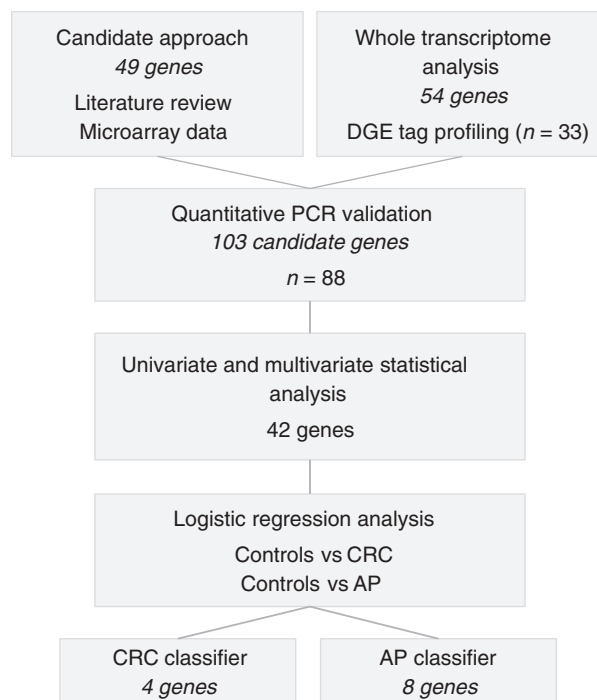 Candidate approach
49 genes
Literature review
Microarray data
Whole transcriptome
analysis
54 genes
DGE tag profiling (n = 33)
Quantitative PCR validation
103 candidate genes
n = 88
Univariate and multivariate statistical
analysis
42 genes
Logistic regression analysis
Controls vs CRC
Controls vs AP
CRC classifier
4 genes
AP classifier
8 genes